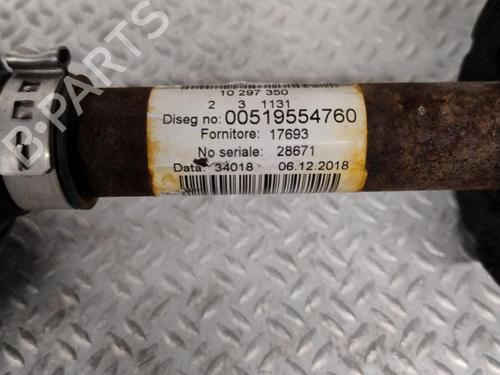 B-PARTS
10 297 350
2 3 1131
Diseg no: 00519554760
Fornitore: 17693
No seriale: 28671
Data: 34018 06.12.2018